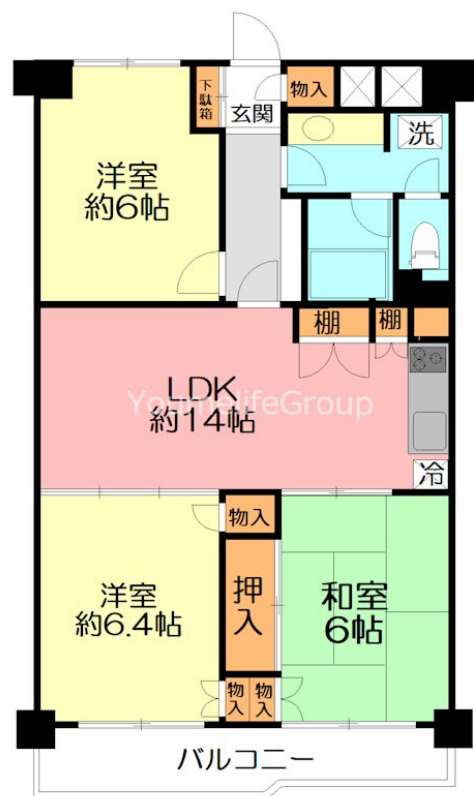 下駄箱
玄関
物入
洗
洋室
約6帖
棚
棚
LDK
約14帖
YoumelifeGroup
冷
物入
洋室
約6.4帖
押入
和室
6帖
物入
物入
バルコニー